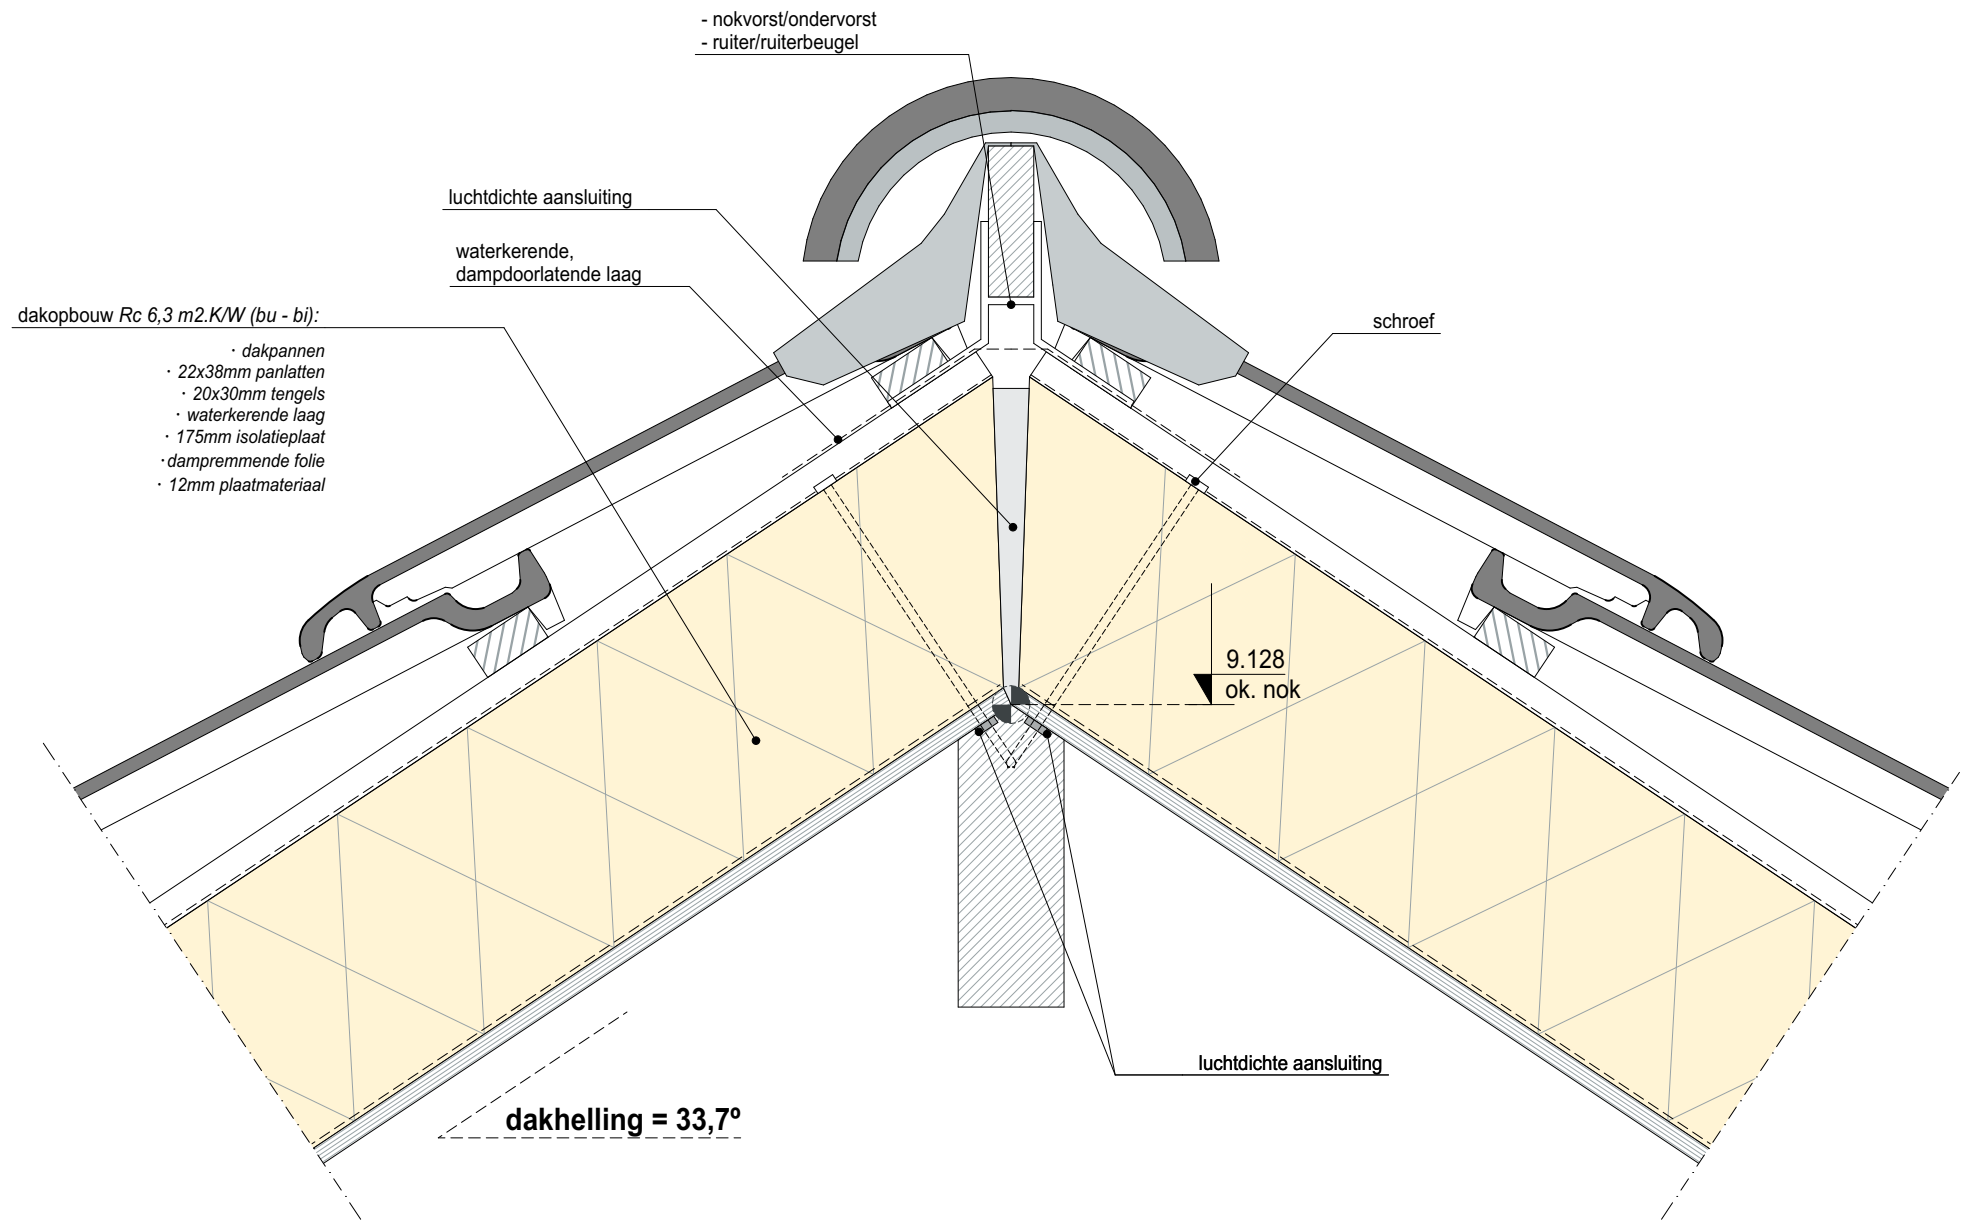 - nokvorst/ondervorst
- ruiter/ruiterbeugel
luchtdichte aansluiting
waterkerende,
dampdoorlatende laag
dakopbouw Rc 6,3 m2.K/W (bu - bi):
· dakpannen
· 22x38mm panlatten
· 20x30mm tengels
· waterkerende laag
· 175mm isolatieplaat
· dampremmende folie
· 12mm plaatmateriaal
schroef
9.128
ok. nok
luchtdichte aansluiting
dakhelling = 33,7º